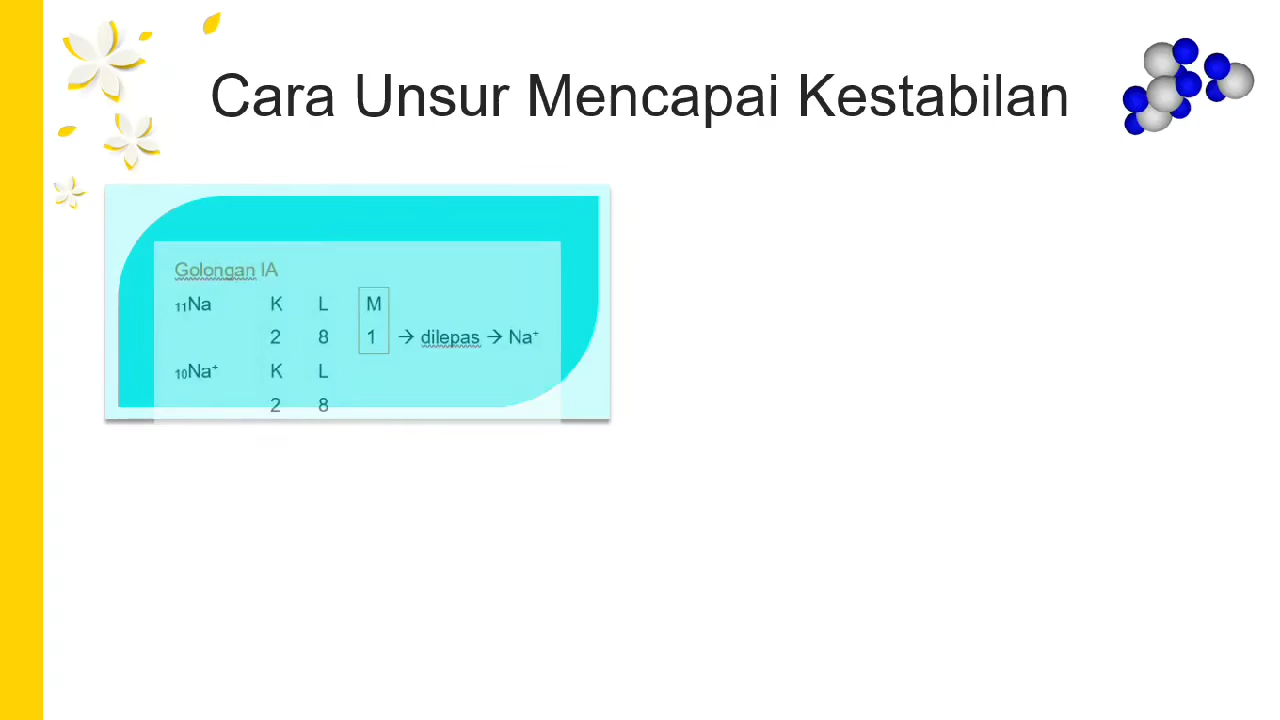 Cara Unsur Mencapai Kestabilan
Golongan IA
₁₁Na K L M
2 8 1 → dilepas → Na⁺
₁₀Na⁺ K L
2 8